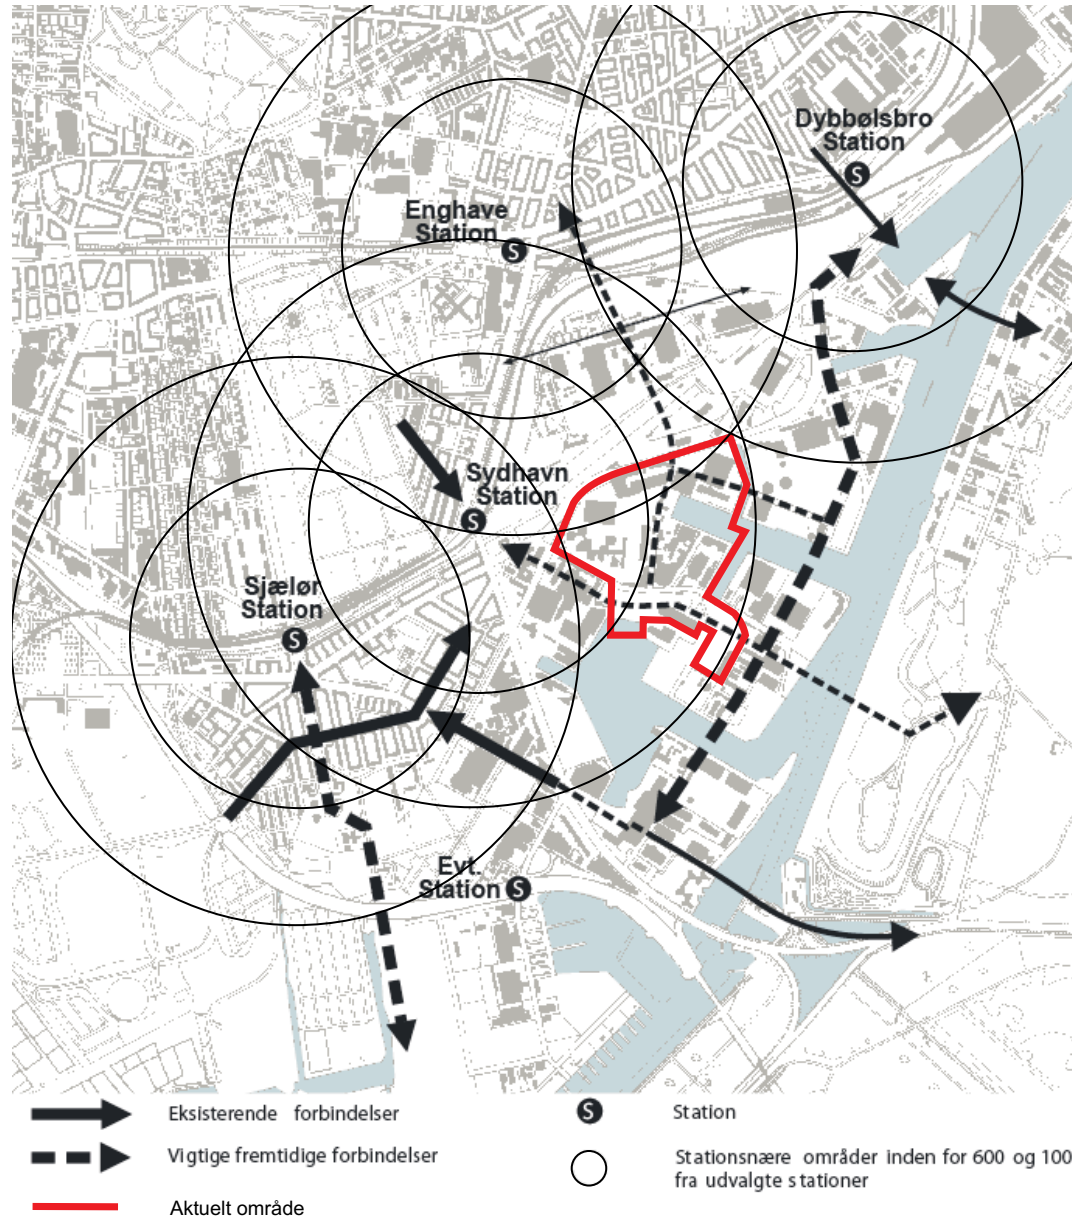 Dybbølsbro
Station
S
Enghave
Station S
Sydhavn
Station
S
Sjælør
Station
S
Evt.
Station S
Eksisterende forbindelser
Vigtige fremtidige forbindelser
Aktuelt område
S Station
Stationsnære områder inden for 600 og 100
fra udvalgte stationer